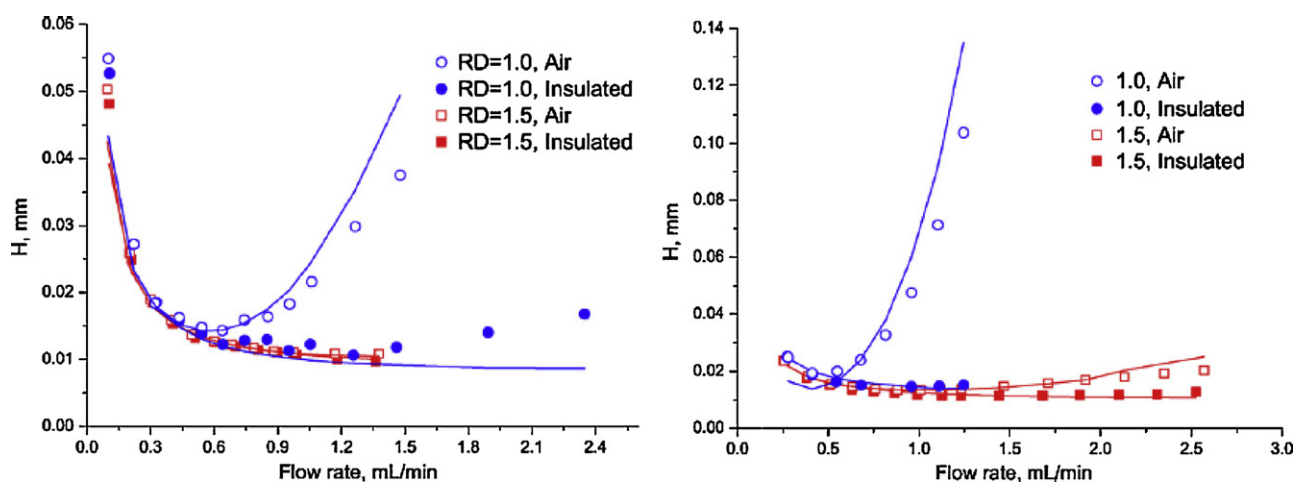 0.06
0.05
0.04
0.03
0.02
0.01
0.00
H, mm
RD=1.0, Air
RD=1.0, Insulated
RD=1.5, Air
RD=1.5, Insulated
0.0 0.3 0.6 0.9 1.2 1.5 1.8 2.1 2.4
Flow rate, mL/min
0.14
0.12
0.10
0.08
0.06
0.04
0.02
0.00
H, mm
1.0, Air
1.0, Insulated
1.5, Air
1.5, Insulated
0.0 0.5 1.0 1.5 2.0 2.5 3.0
Flow rate, mL/min